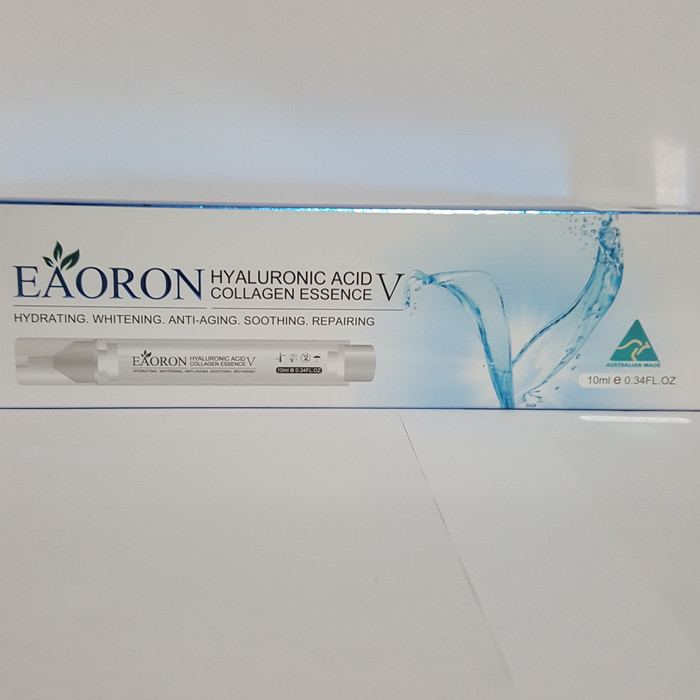 EAORON
HYALURONIC ACID
COLLAGEN ESSENCE V
HYDRATING. WHITENING. ANTI-AGING. SOOTHING. REPAIRING
EAORON
HYALURONIC ACID
COLLAGEN ESSENCE V
HYDRATING. WHITENING. ANTI-AGING. SOOTHING. REPAIRING
10ml e 0.34FL.OZ
AUSTRALIAN MADE
10ml e 0.34FL.OZ